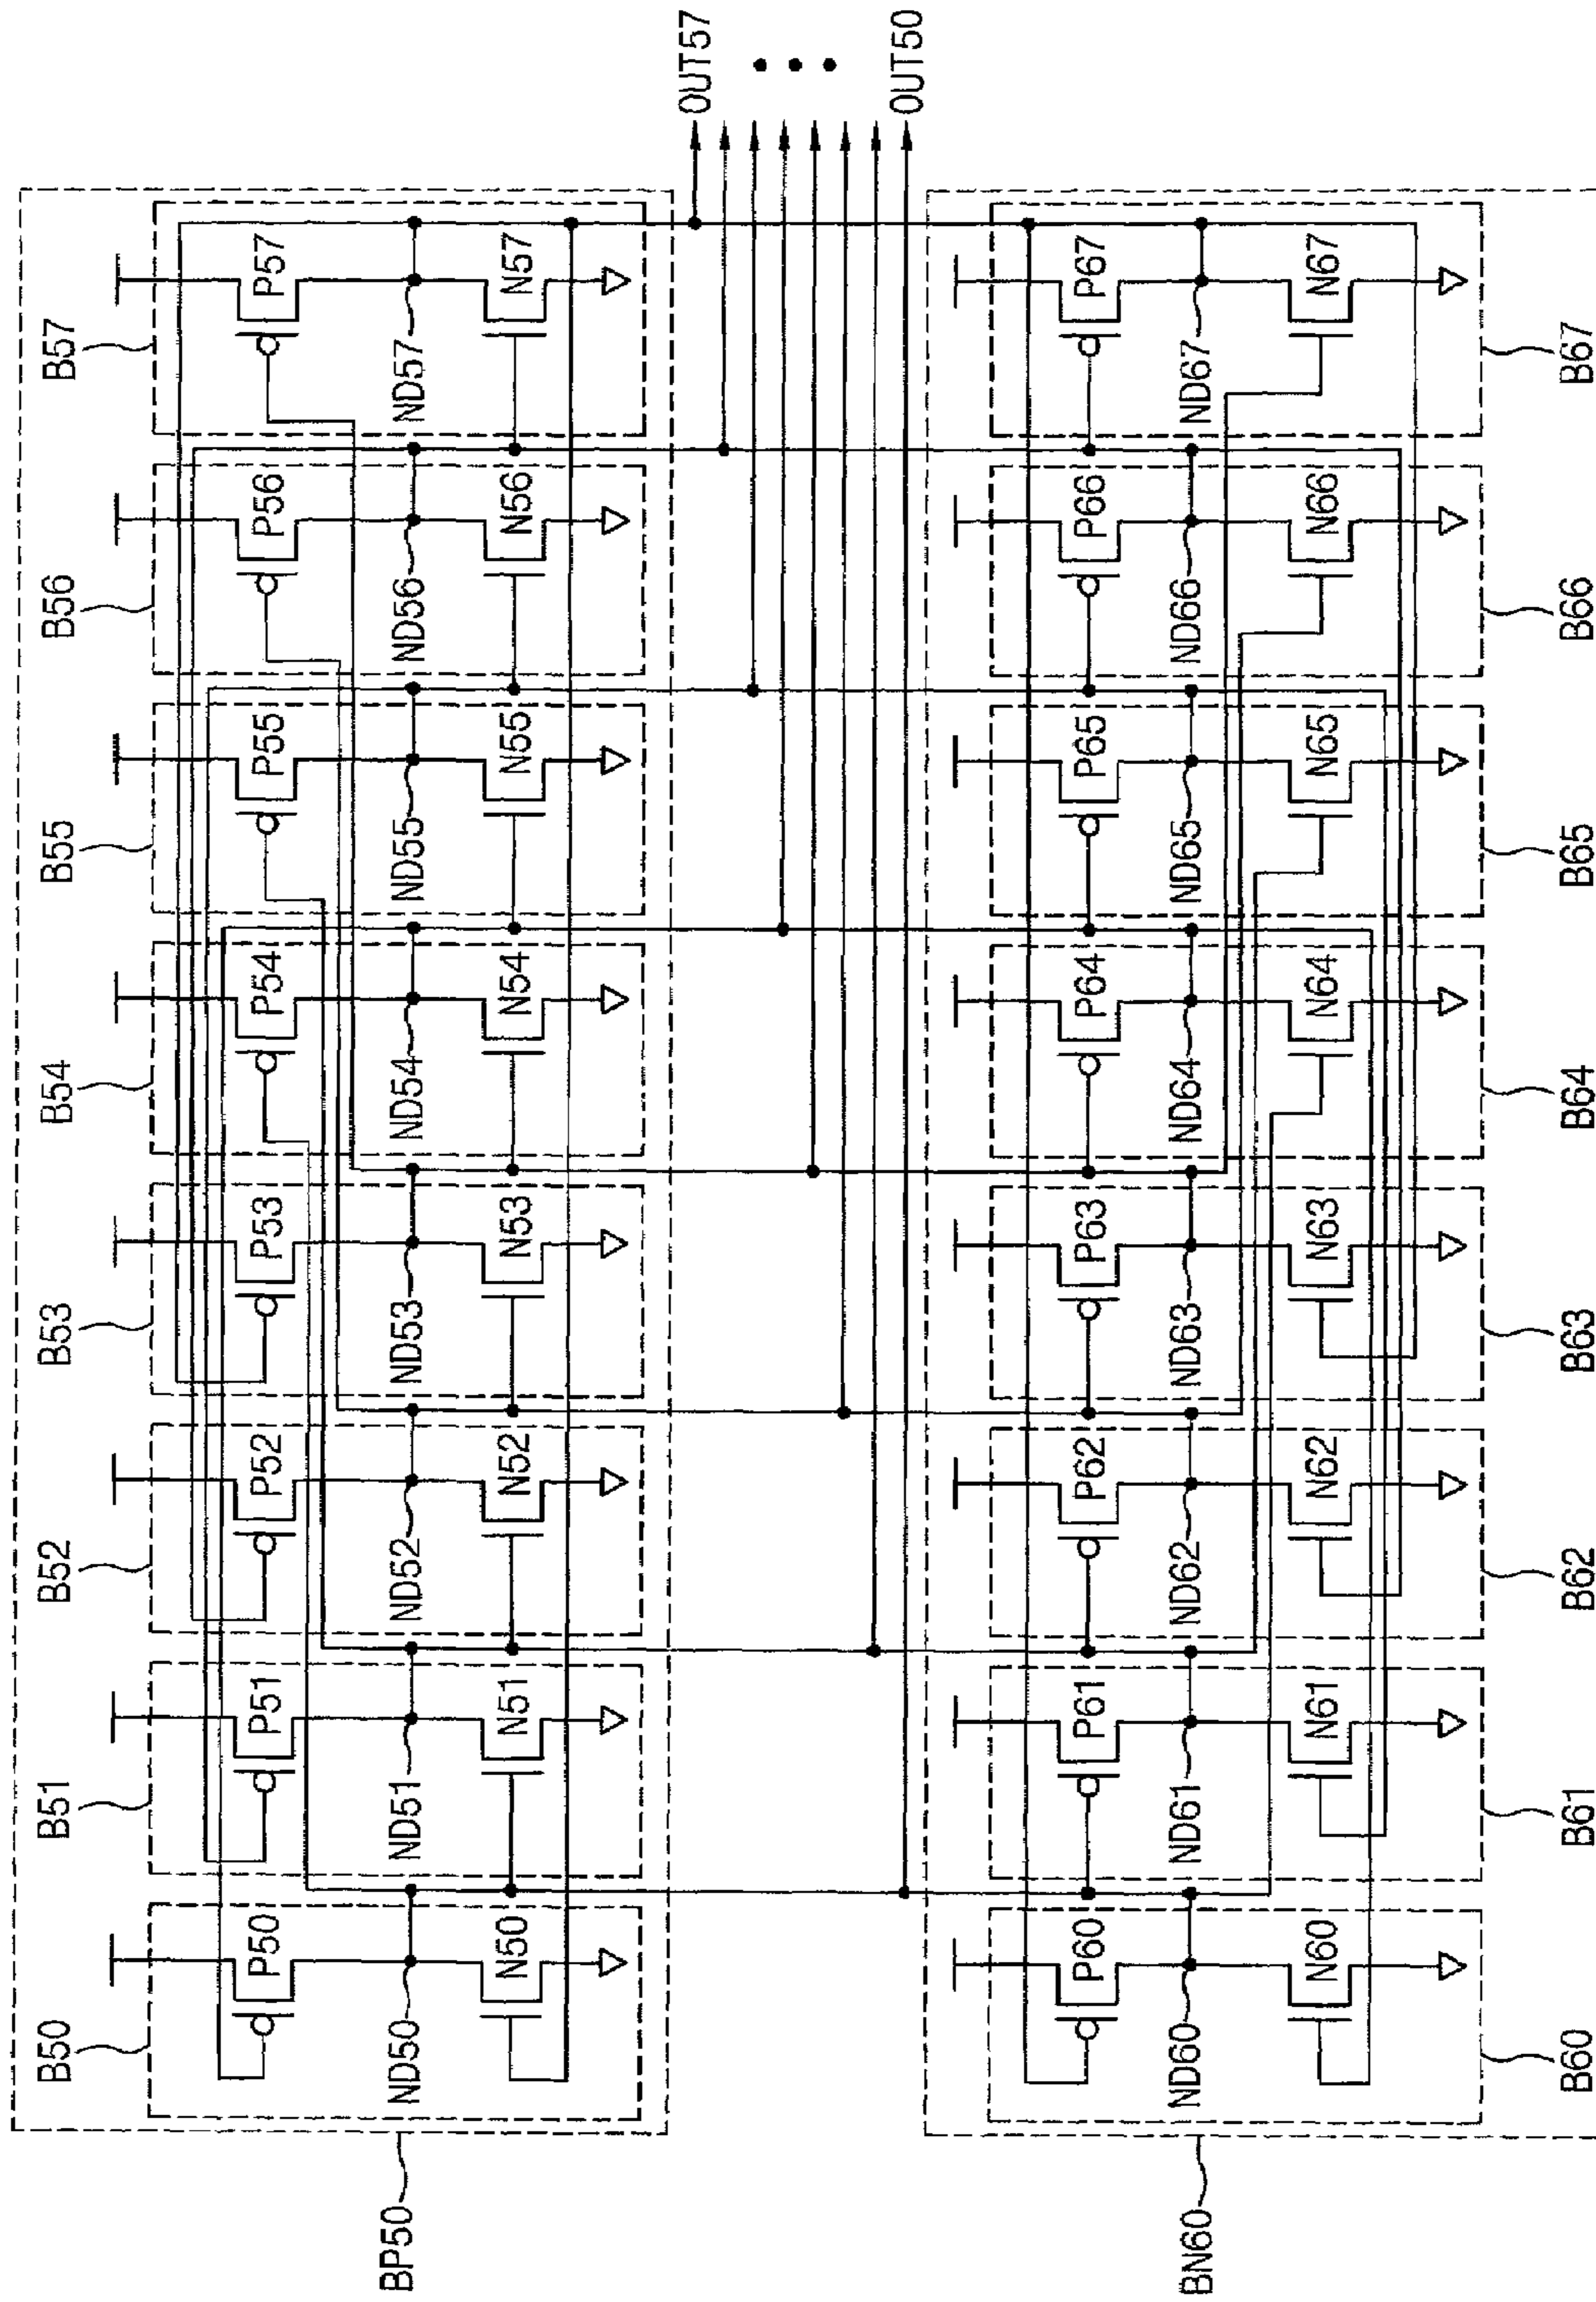 B50 B51 B52 B53 B54 B55 B56 B57
P50 P51 P52 P53 P54 P55 P56 P57
BP50 ND50 ND51 ND52 ND53 ND54 ND55 ND56 ND57
N50 N51 N52 N53 N54 N55 N56 N57
OUT57
OUT50
P60 P61 P62 P63 P64 P65 P66 P67
BN60 ND60 ND61 ND62 ND63 ND64 ND65 ND66 ND67
N60 N61 N62 N63 N64 N65 N66 N67
B60 B61 B62 B63 B64 B65 B66 B67